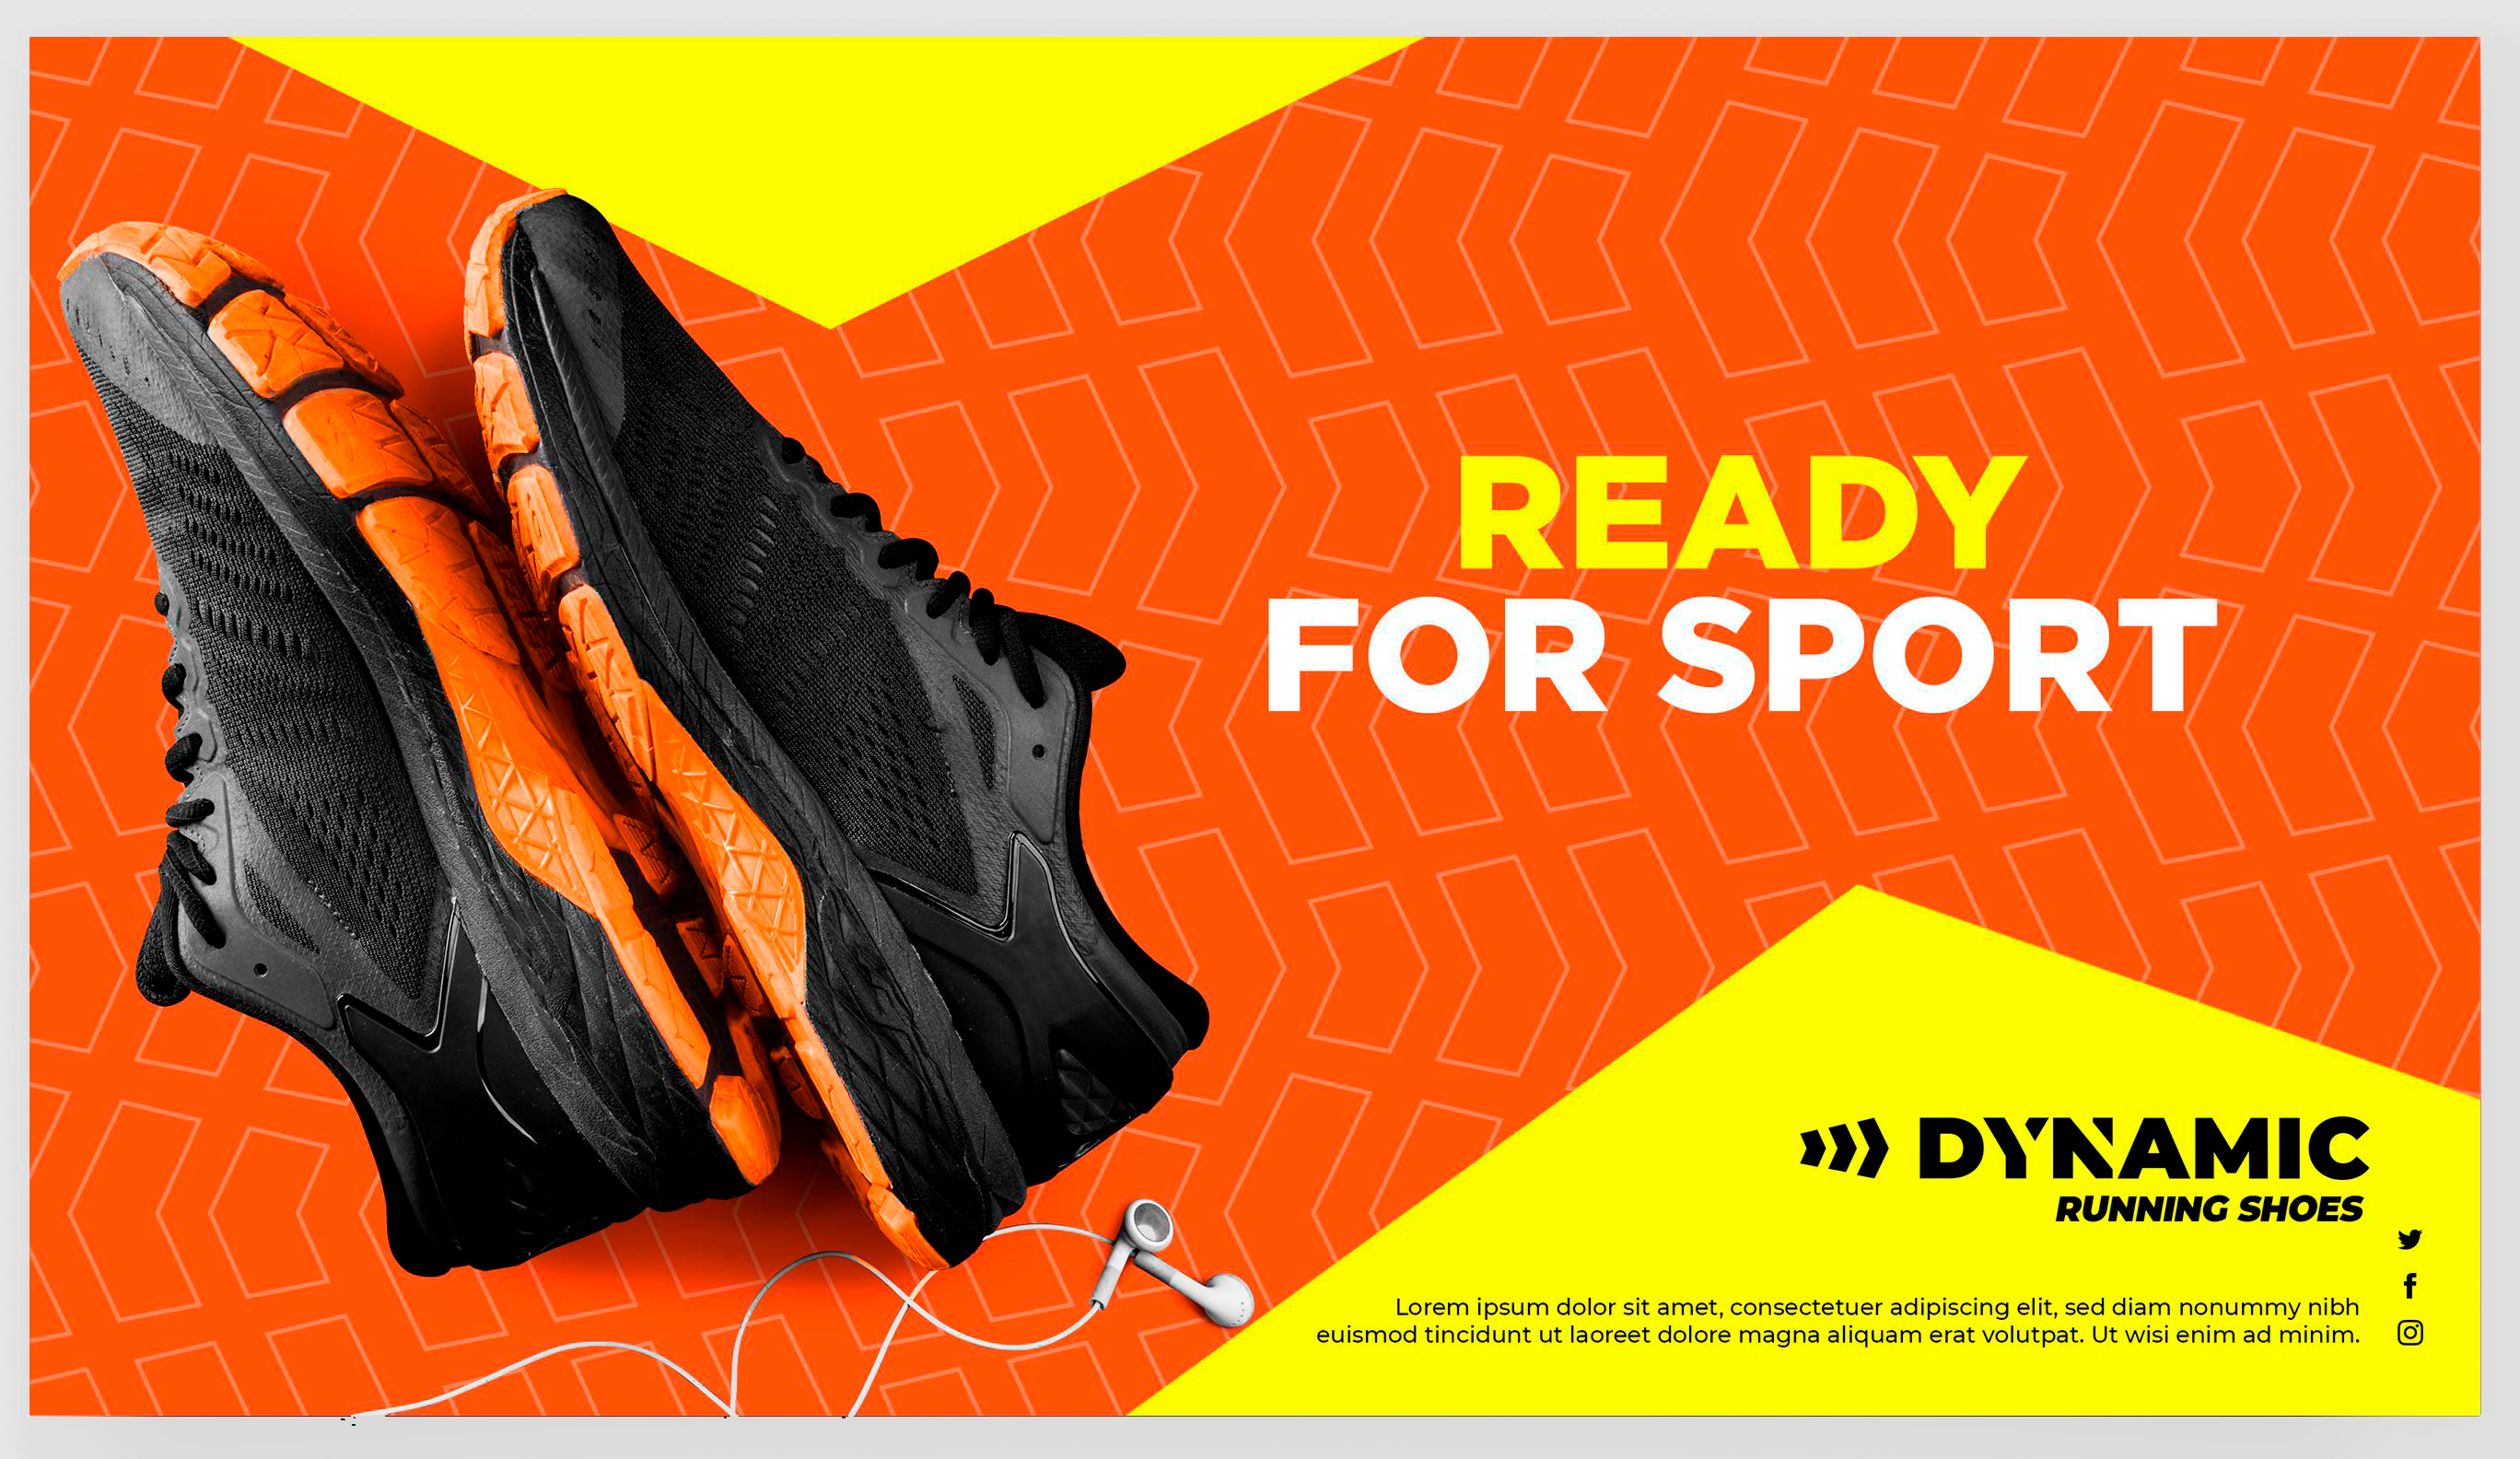 READY
FOR SPORT
DYNAMIC
RUNNING SHOES
Lorem ipsum dolor sit amet, consectetuer adipiscing elit, sed diam nonummy nibh
euismod tincidunt ut laoreet dolore magna aliquam erat volutpat. Ut wisi enim ad minim.